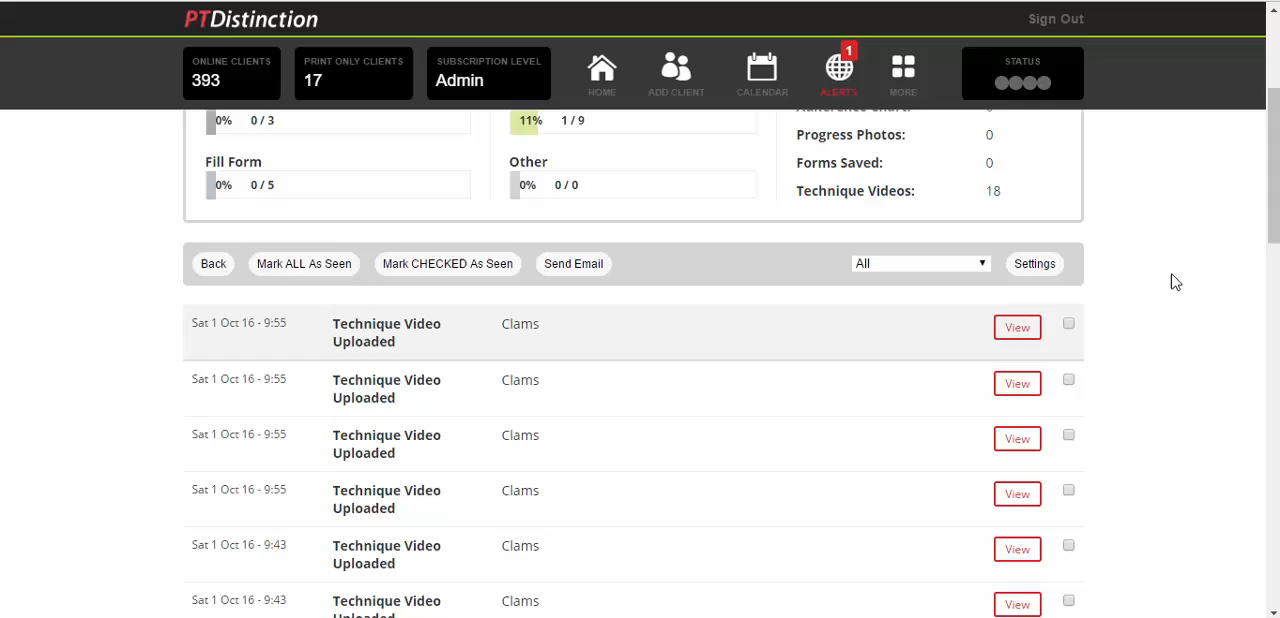 PTDistinction
Sign Out
ONLINE CLIENTS
393
PRINT ONLY CLIENTS
17
SUBSCRIPTION LEVEL
Admin
HOME
ADD CLIENT
CALENDAR
1
ALERTS
MORE
STATUS
0% 0 / 3
11% 1 / 9
Adherence Chart: 0
Progress Photos: 0
Fill Form
Other
Forms Saved: 0
0% 0 / 5
0% 0 / 0
Technique Videos: 18
Back
Mark ALL As Seen
Mark CHECKED As Seen
Send Email
All
Settings
Sat 1 Oct 16 - 9:55 Technique Video Clams View
Uploaded
Sat 1 Oct 16 - 9:55 Technique Video Clams View
Uploaded
Sat 1 Oct 16 - 9:55 Technique Video Clams View
Uploaded
Sat 1 Oct 16 - 9:55 Technique Video Clams View
Uploaded
Sat 1 Oct 16 - 9:43 Technique Video Clams View
Uploaded
Sat 1 Oct 16 - 9:43 Technique Video Clams View
Uploaded